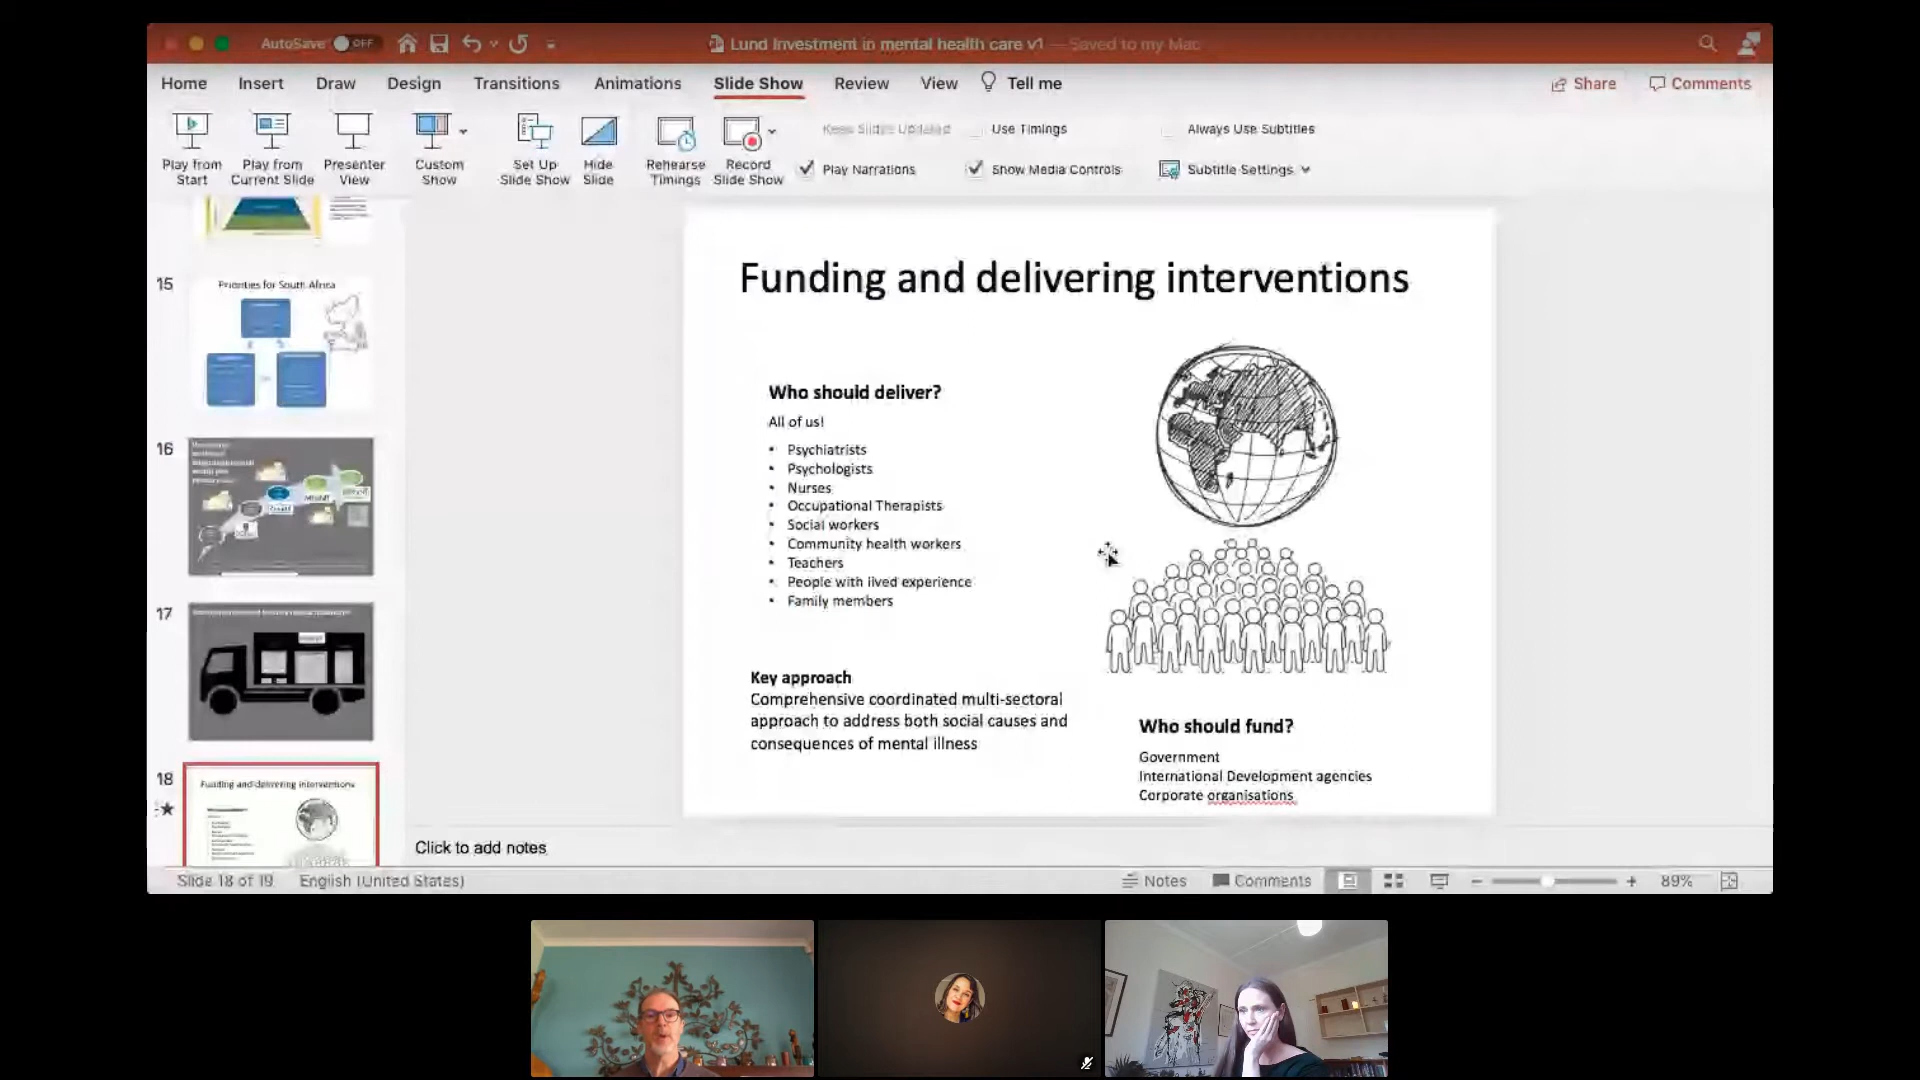 AutoSave OFF
Lund Investment in mental health care v1 — Saved to my Mac
Home Insert Draw Design Transitions Animations Slide Show Review View Tell me Share Comments
Keep Slides Updated Use Timings Always Use Subtitles
Play from Start
Play from Current Slide
Presenter View
Custom Show
Set Up Slide Show
Hide Slide
Rehearse Timings
Record Slide Show
Play Narrations Show Media Controls Subtitle Settings
15
Priorities for South Africa
16
17
18
Funding and delivering interventions
Funding and delivering interventions
Who should deliver?
All of us!
• Psychiatrists
• Psychologists
• Nurses
• Occupational Therapists
• Social workers
• Community health workers
• Teachers
• People with lived experience
• Family members
Key approach
Comprehensive coordinated multi-sectoral
approach to address both social causes and
consequences of mental illness
Who should fund?
Government
International Development agencies
Corporate organisations
Click to add notes
Slide 18 of 19 English (United States) Notes Comments 89%